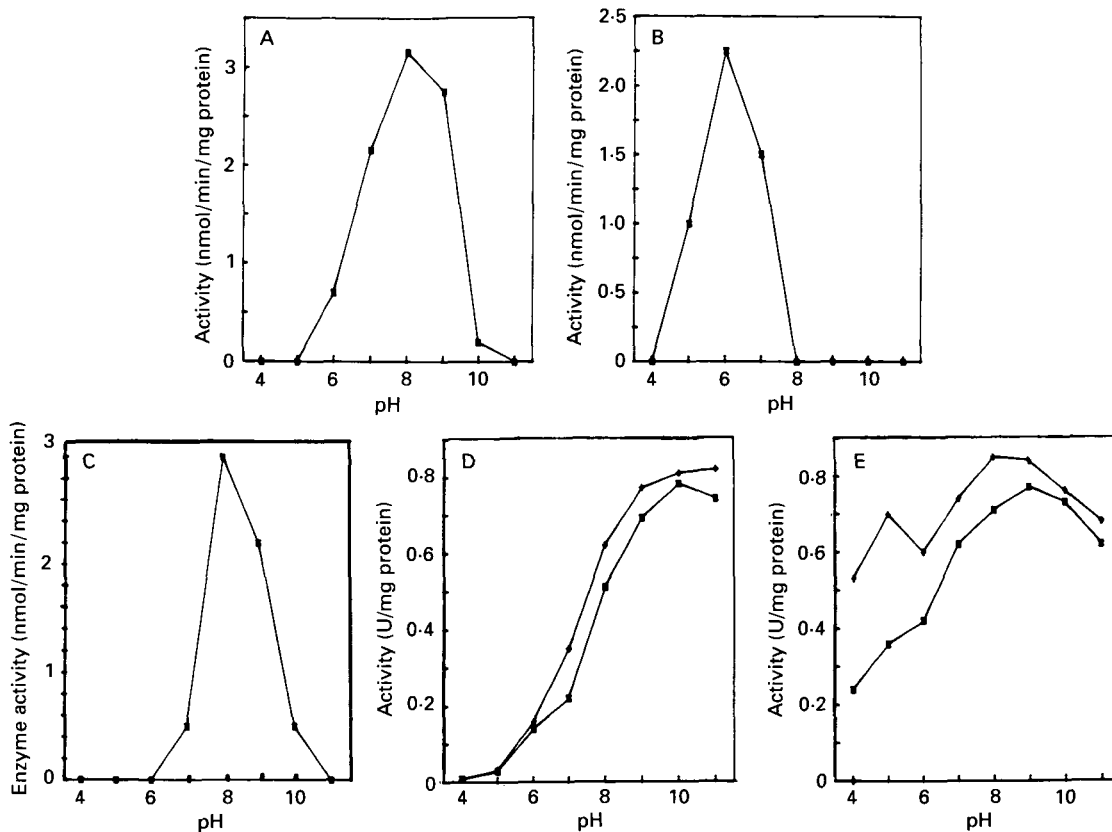 A
Activity (nmol/min/mg protein)
3
2
1
0
4 6 8 10
pH
B
Activity (nmol/min/mg protein)
2·5
2·0
1·5
1·0
0·5
0
4 6 8 10
pH
C
Enzyme activity (nmol/min/mg protein)
3
2
1
0
4 6 8 10
pH
D
Activity (U/mg protein)
0·8
0·6
0·4
0·2
0
4 6 8 10
pH
E
Activity (U/mg protein)
0·8
0·6
0·4
0·2
0
4 6 8 10
pH